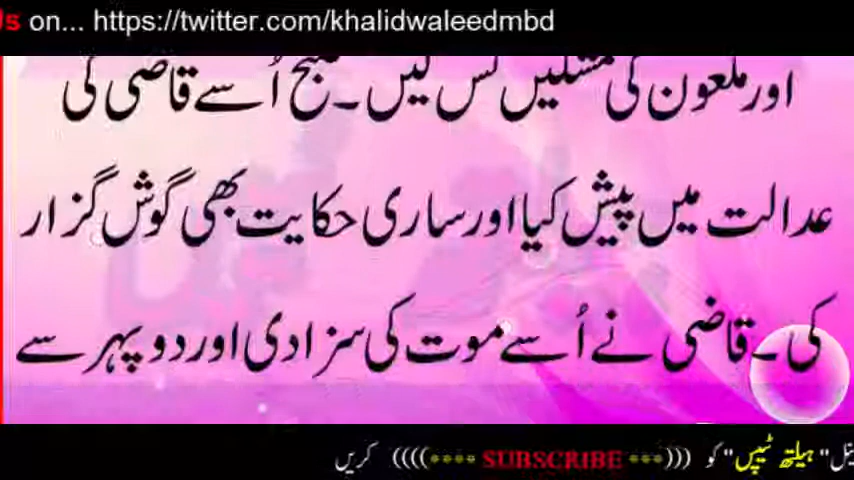 Us on... https://twitter.com/khalidwaleedmbd
اور ملعون کی مشکیں کس لیں۔ صبح اُسے قاضی کی
عدالت میں پیش کیا اور ساری حکایت بھی گوش گزار
کی۔ قاضی نے اُسے موت کی سزا دی اور دوپہر سے
"ہیلتھ ٹپس" کو (((∗∗∗ SUBSCRIBE ∗∗∗∗)))) کریں